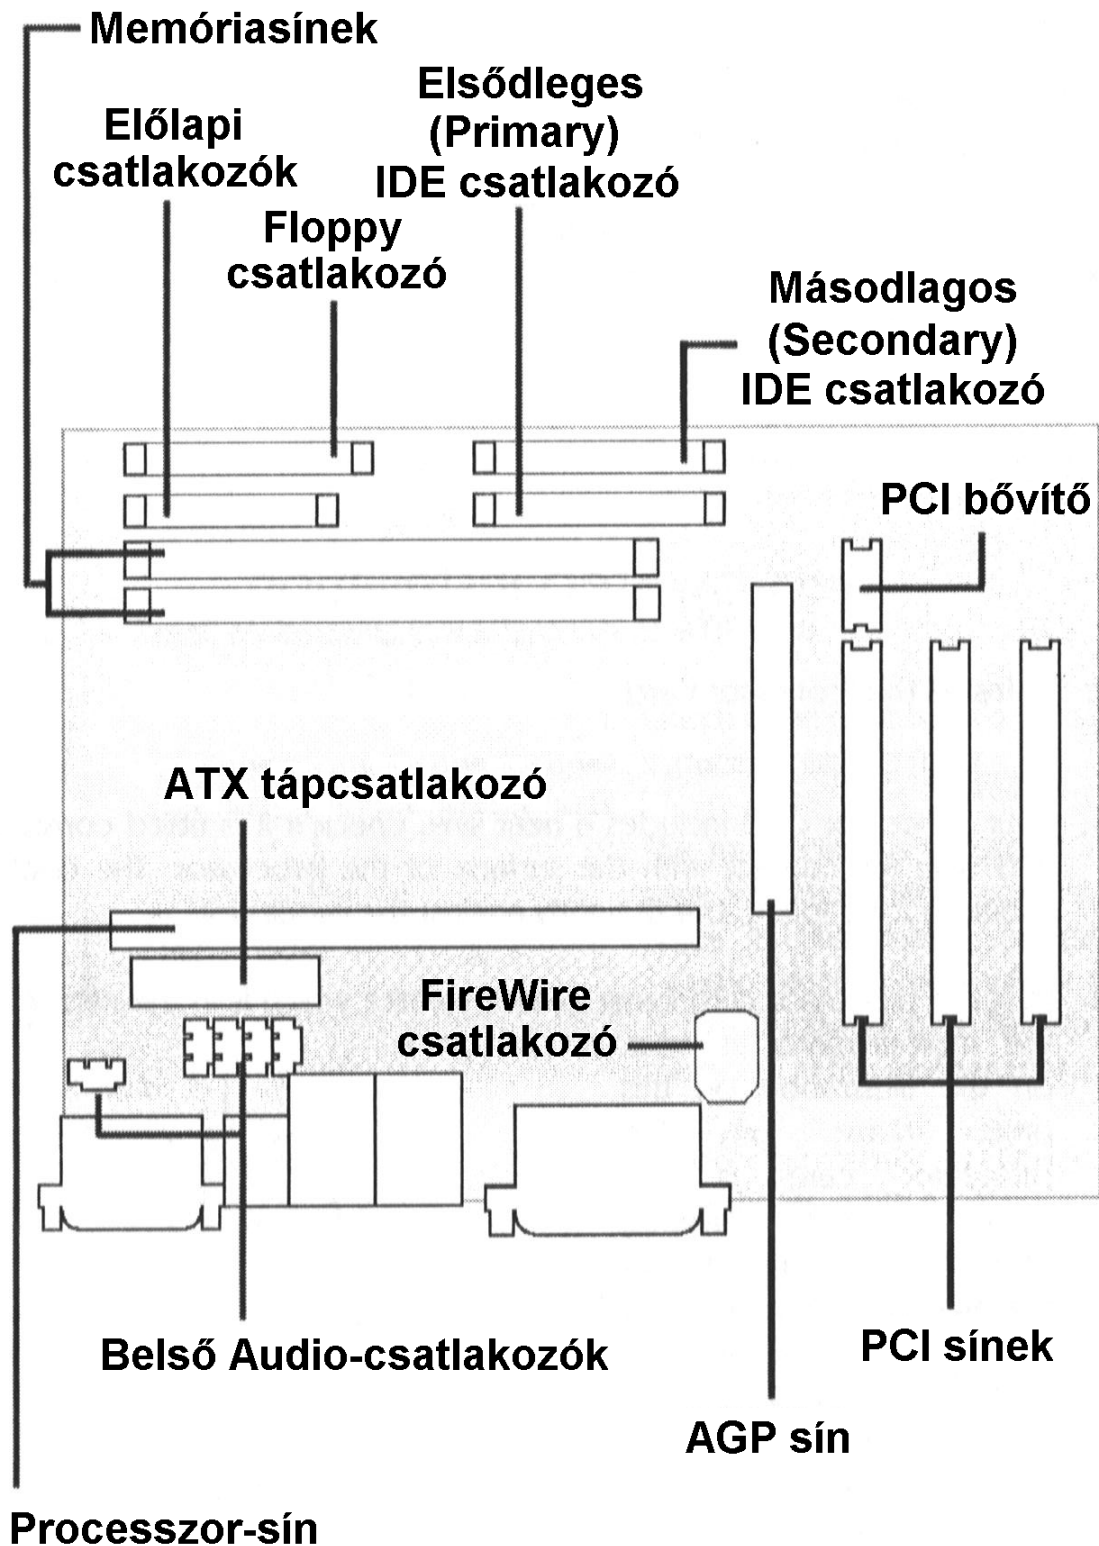 Memóriasínek
Előlapi
csatlakozók
Elsődleges
(Primary)
IDE csatlakozó
Floppy
csatlakozó
Másodlagos
(Secondary)
IDE csatlakozó
PCI bővítő
ATX tápcsatlakozó
FireWire
csatlakozó
Belső Audio-csatlakozók
PCI sínek
AGP sín
Processzor-sín